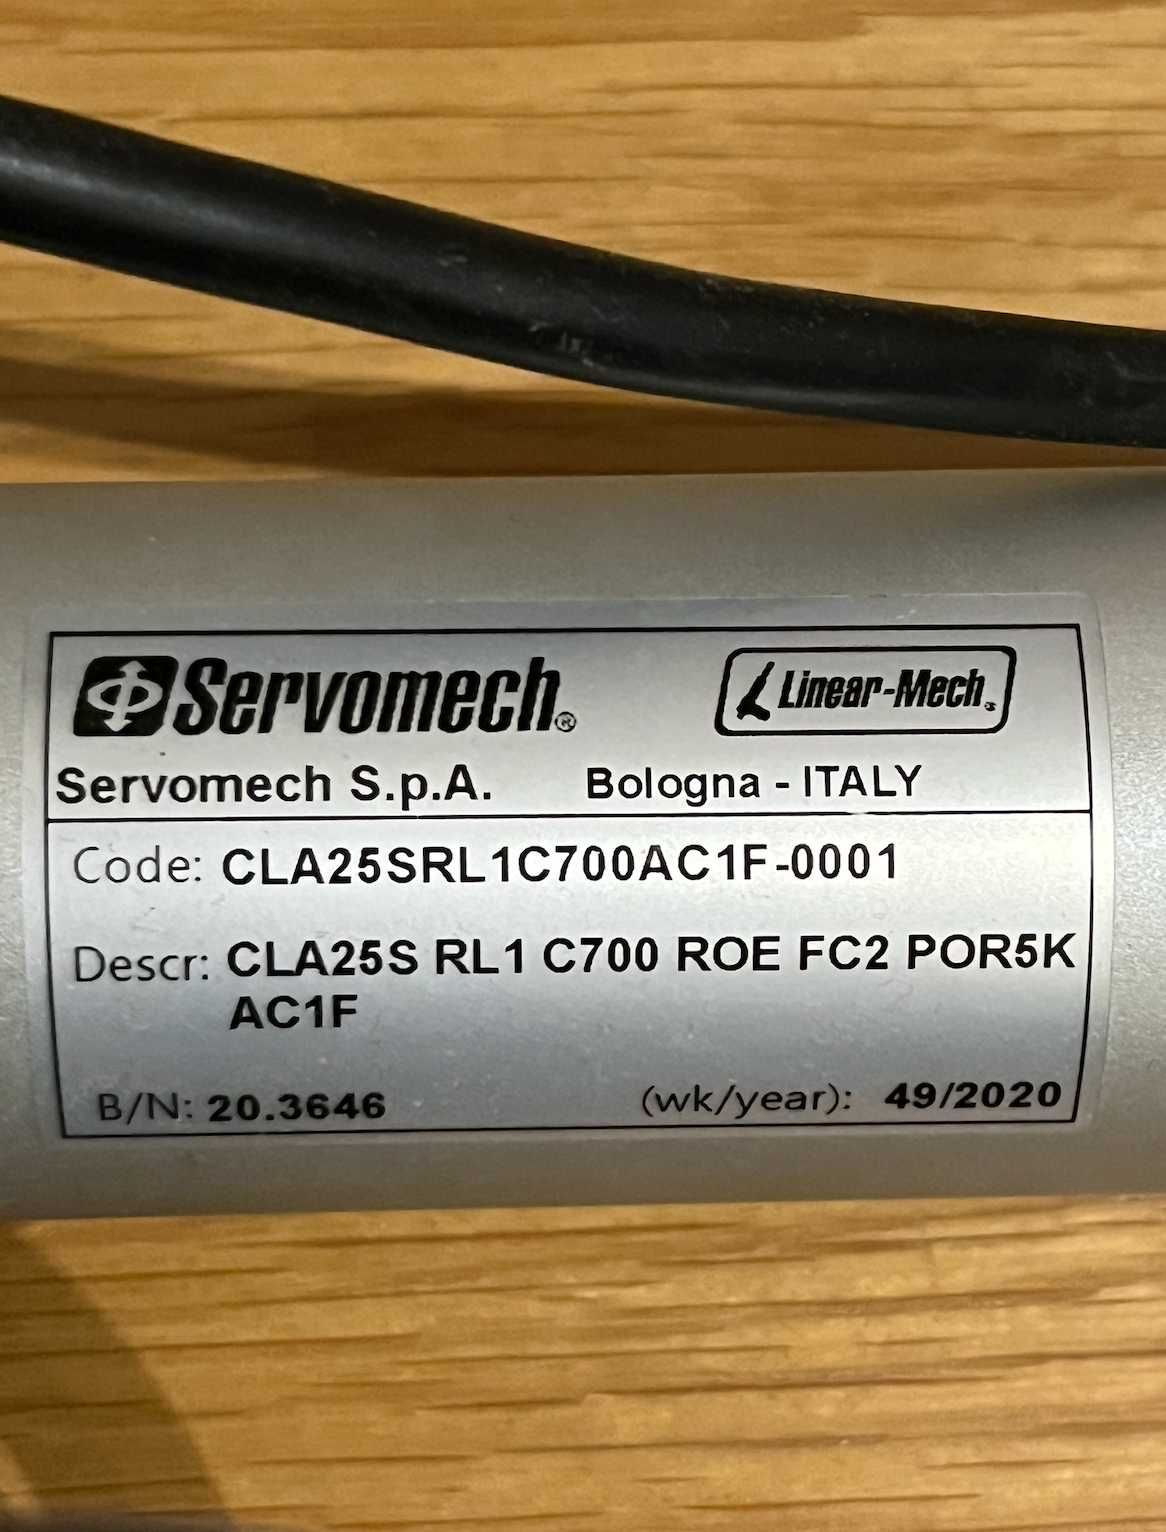 Servomech® Linear-Mech®
Servomech S.p.A. Bologna - ITALY
Code: CLA25SRL1C700AC1F-0001
Descr: CLA25S RL1 C700 ROE FC2 POR5K
AC1F
B/N: 20.3646 (wk/year): 49/2020